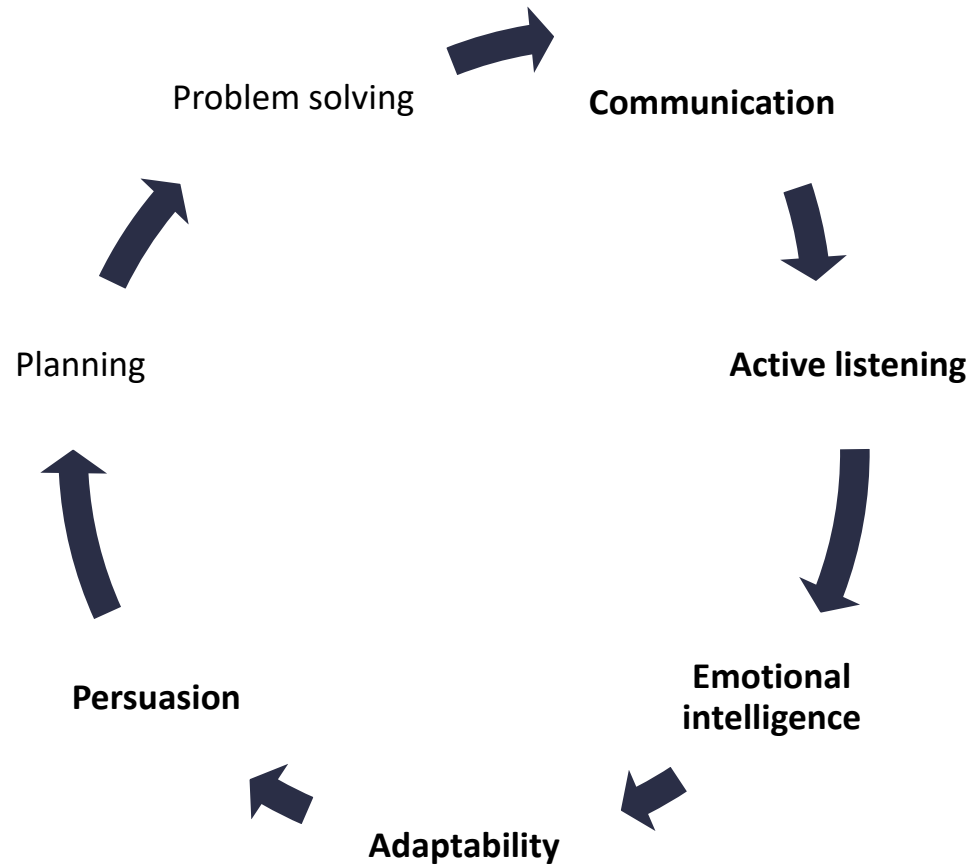 Problem solving
Communication
Active listening
Emotional
intelligence
Adaptability
Persuasion
Planning